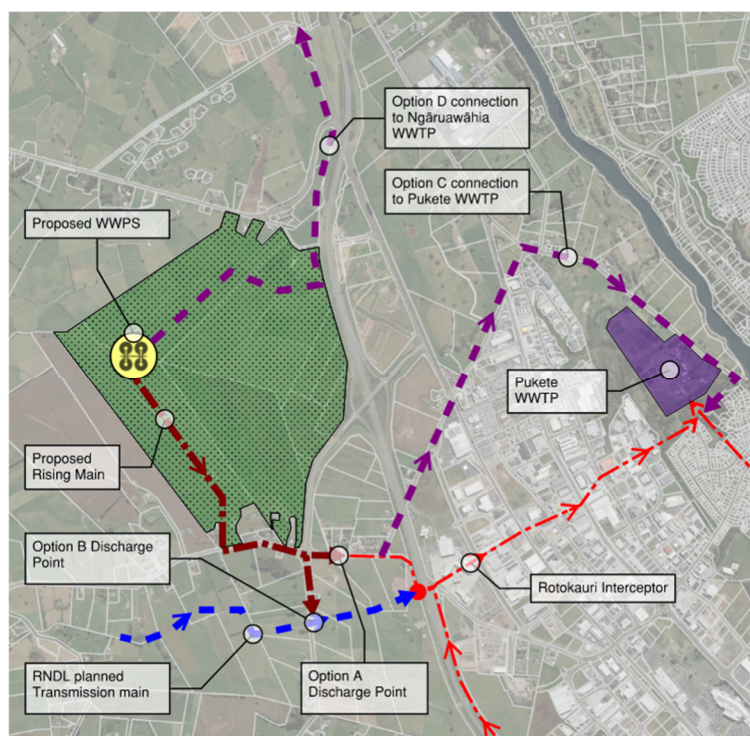 Option D connection
to Ngāruawāhia
WWTP
Option C connection
to Pukete WWTP
Proposed WWPS
Pukete
WWTP
Proposed
Rising Main
Option B Discharge
Point
Rotokauri Interceptor
RNDL planned
Transmission main
Option A
Discharge Point